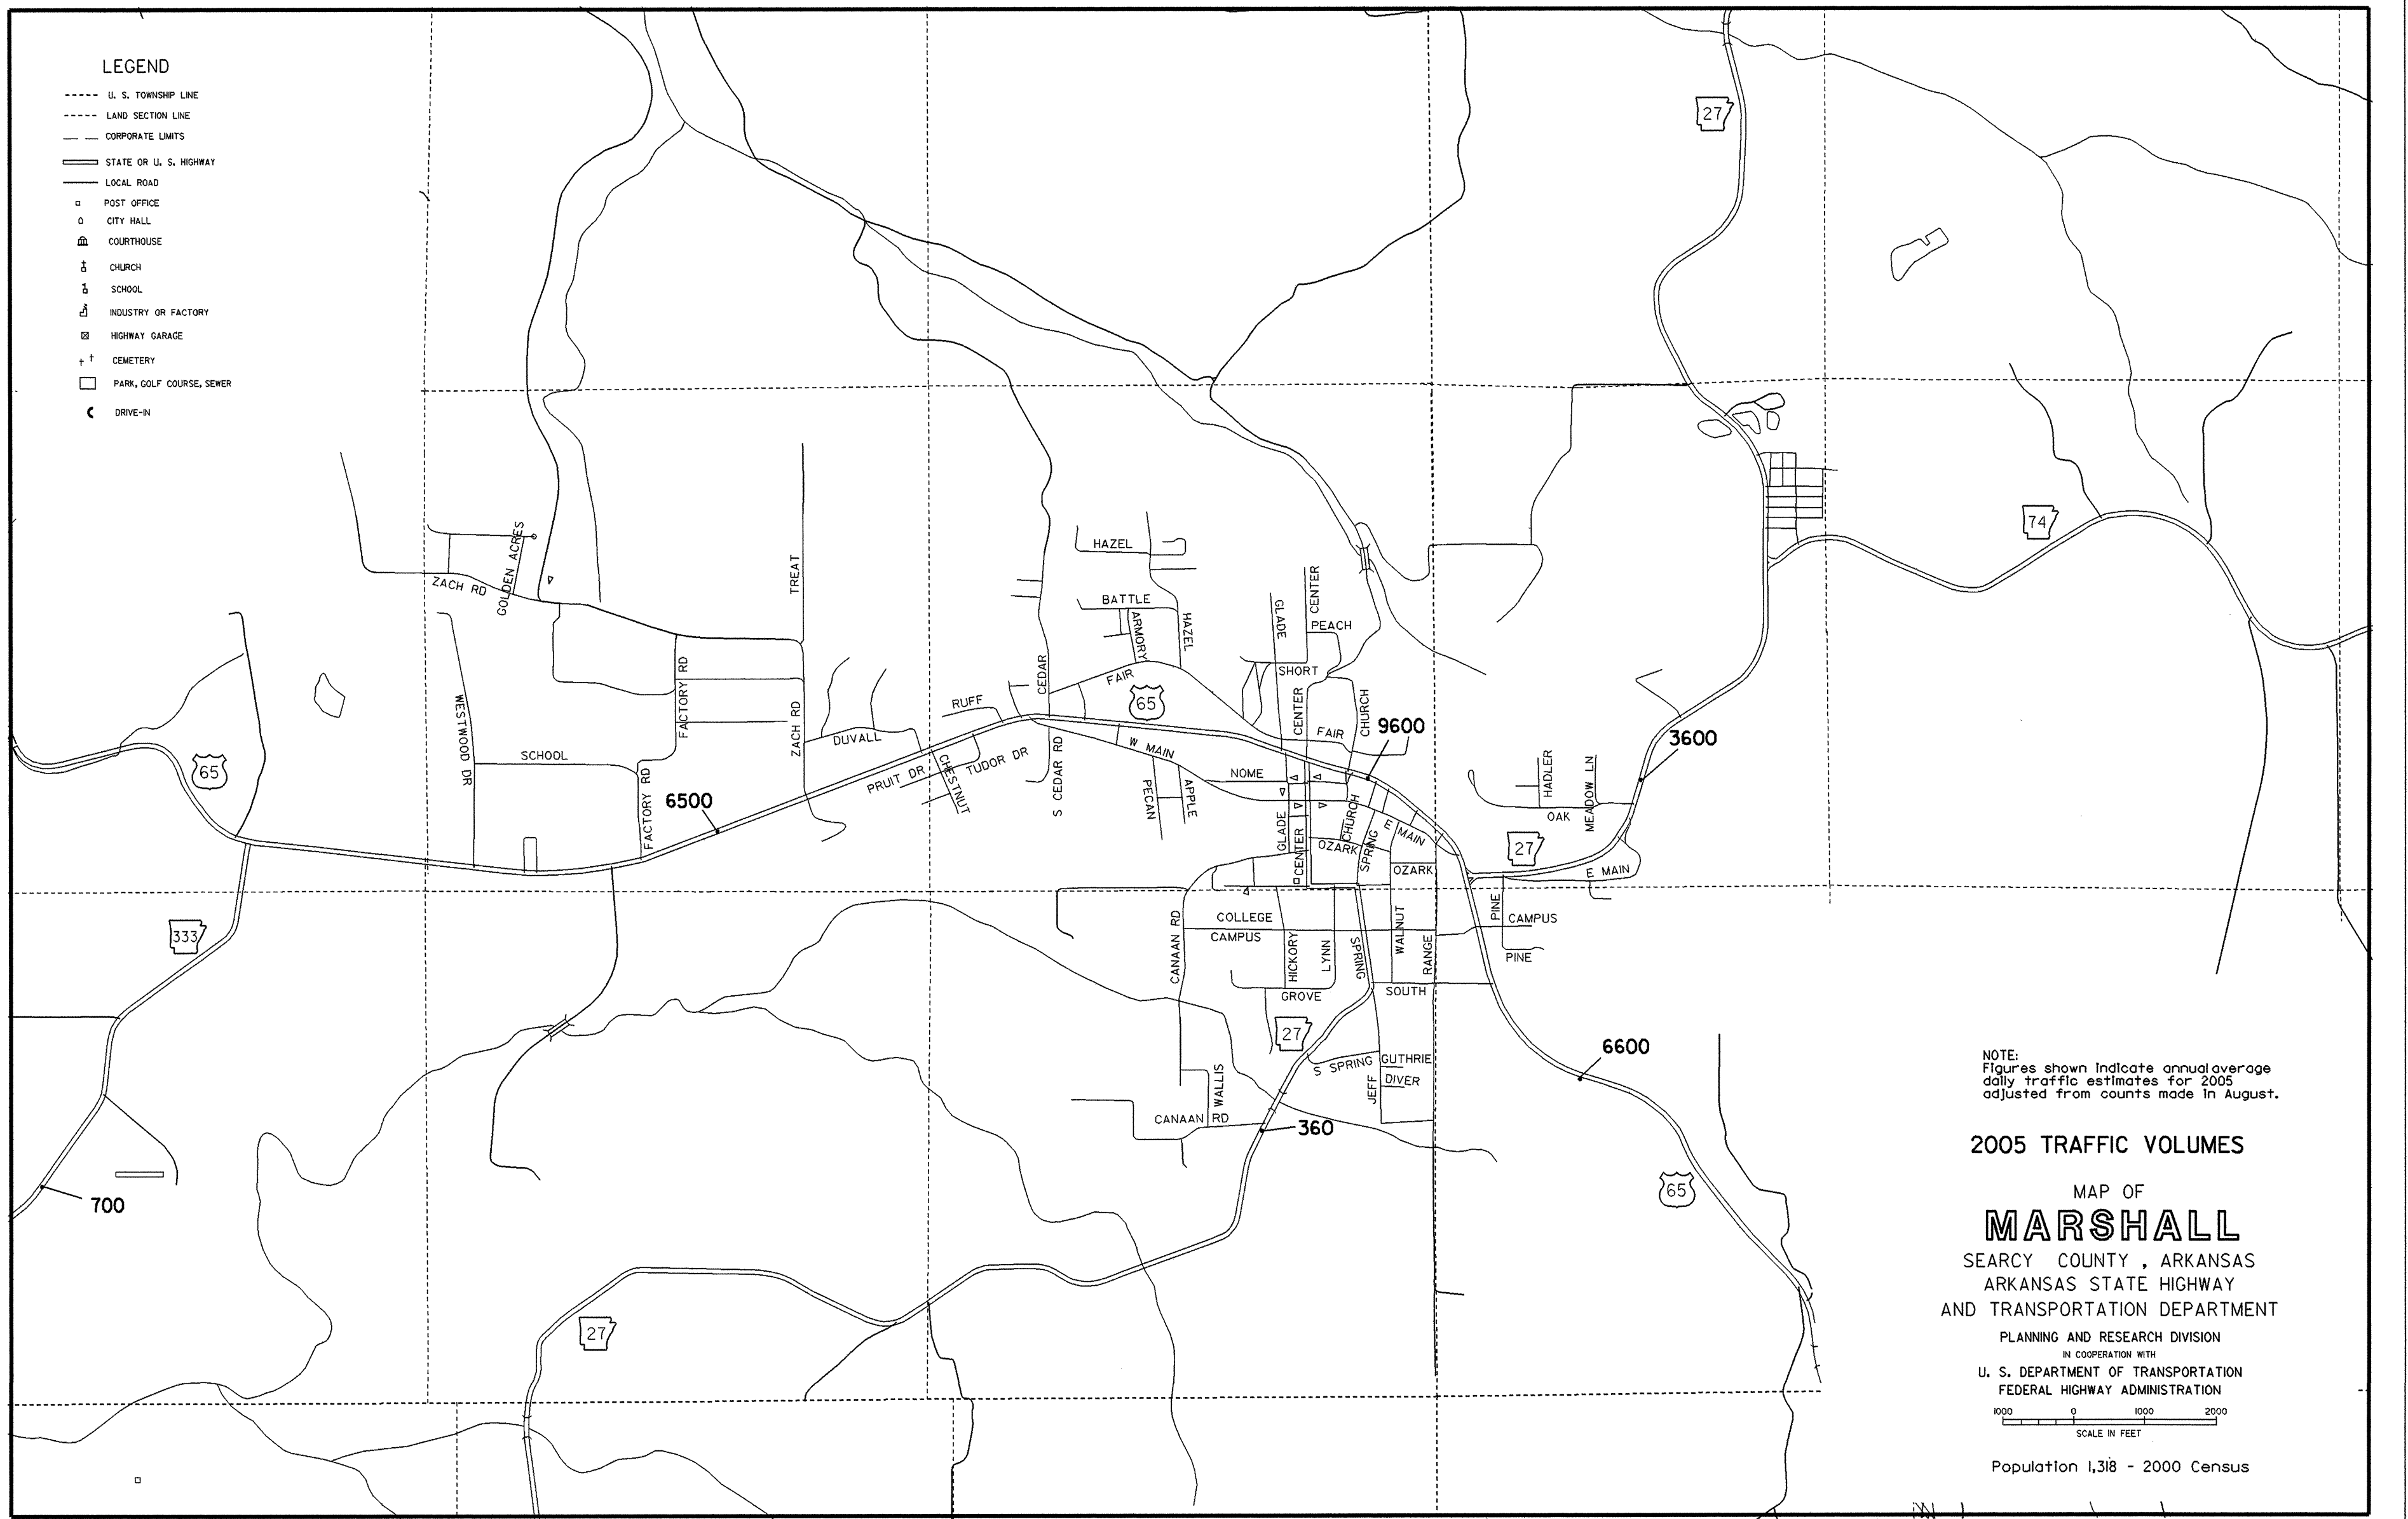 LEGEND
U. S. TOWNSHIP LINE
LAND SECTION LINE
CORPORATE LIMITS
STATE OR U. S. HIGHWAY
LOCAL ROAD
POST OFFICE
CITY HALL
COURTHOUSE
CHURCH
SCHOOL
INDUSTRY OR FACTORY
HIGHWAY GARAGE
CEMETERY
PARK, GOLF COURSE, SEWER
DRIVE-IN
27
74
ZACH RD
GOLDEN ACRES
TREAT
HAZEL
BATTLE
ARMORY
HAZEL
GLADE
CENTER
PEACH
SHORT
CEDAR
FAIR
65
RUFF
WESTWOOD DR
FACTORY RD
ZACH RD
DUVALL
SCHOOL
65
FACTORY RD
6500
PRUIT DR
CHESTNUT
TUDOR DR
S CEDAR RD
W MAIN
PECAN
APPLE
NOME
CENTER
FAIR
CHURCH
9600
3600
HADLER
MEADOW LN
OAK
GLADE
CENTER
CHURCH
OZARK
SPRING
E MAIN
OZARK
27
E MAIN
333
CANAAN RD
COLLEGE
CAMPUS
HICKORY
LYNN
SPRING
WALNUT
RANGE
PINE
CAMPUS
PINE
GROVE
SOUTH
27
S SPRING
GUTHRIE
JEFF
DIVER
WALLIS
CANAAN RD
360
6600
65
700
27
NOTE:
Figures shown indicate annual average
daily traffic estimates for 2005
adjusted from counts made in August.
2005 TRAFFIC VOLUMES
MAP OF
MARSHALL
SEARCY COUNTY , ARKANSAS
ARKANSAS STATE HIGHWAY
AND TRANSPORTATION DEPARTMENT
PLANNING AND RESEARCH DIVISION
IN COOPERATION WITH
U. S. DEPARTMENT OF TRANSPORTATION
FEDERAL HIGHWAY ADMINISTRATION
1000 0 1000 2000
SCALE IN FEET
Population 1,318 - 2000 Census